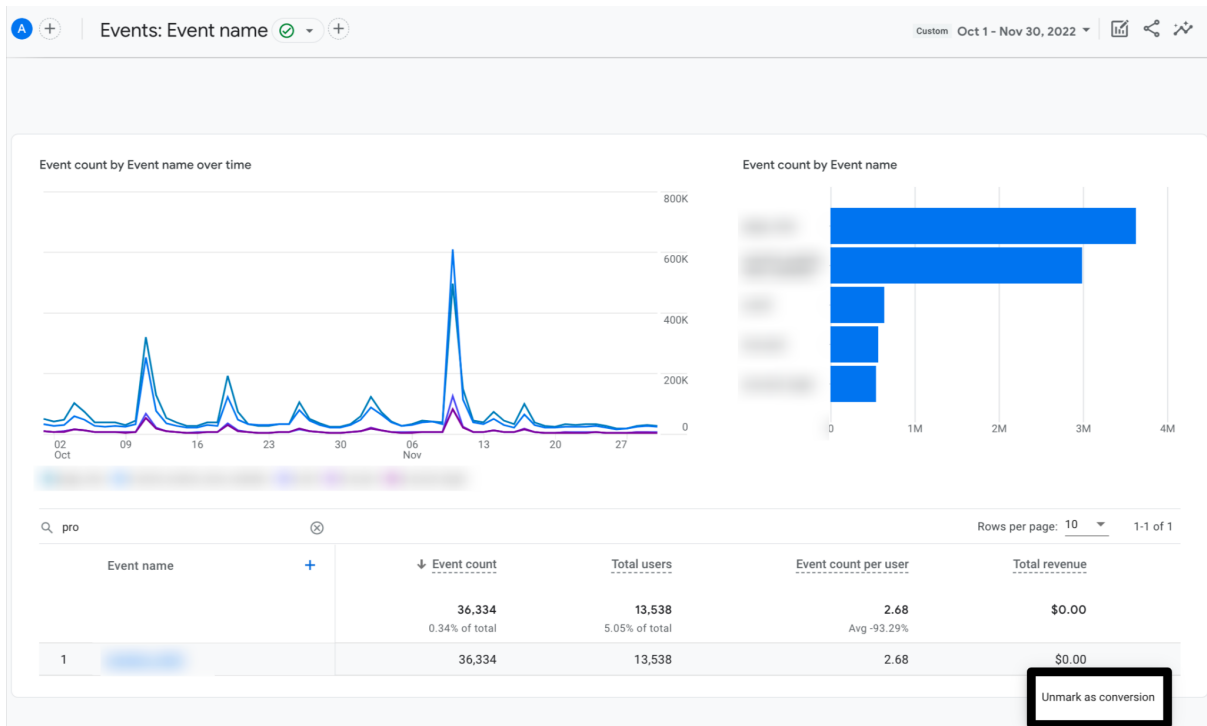 A
Events: Event name
Custom Oct 1 - Nov 30, 2022
Event count by Event name over time
800K
600K
400K
200K
0
02 09 16 23 30 06 13 20 27
Oct Nov
Event count by Event name
0 1M 2M 3M 4M
pro
Rows per page: 10 1-1 of 1
Event name + Event count Total users Event count per user Total revenue
36,334 13,538 2.68 $0.00
0.34% of total 5.05% of total Avg -93.29%
1 36,334 13,538 2.68 $0.00
Unmark as conversion